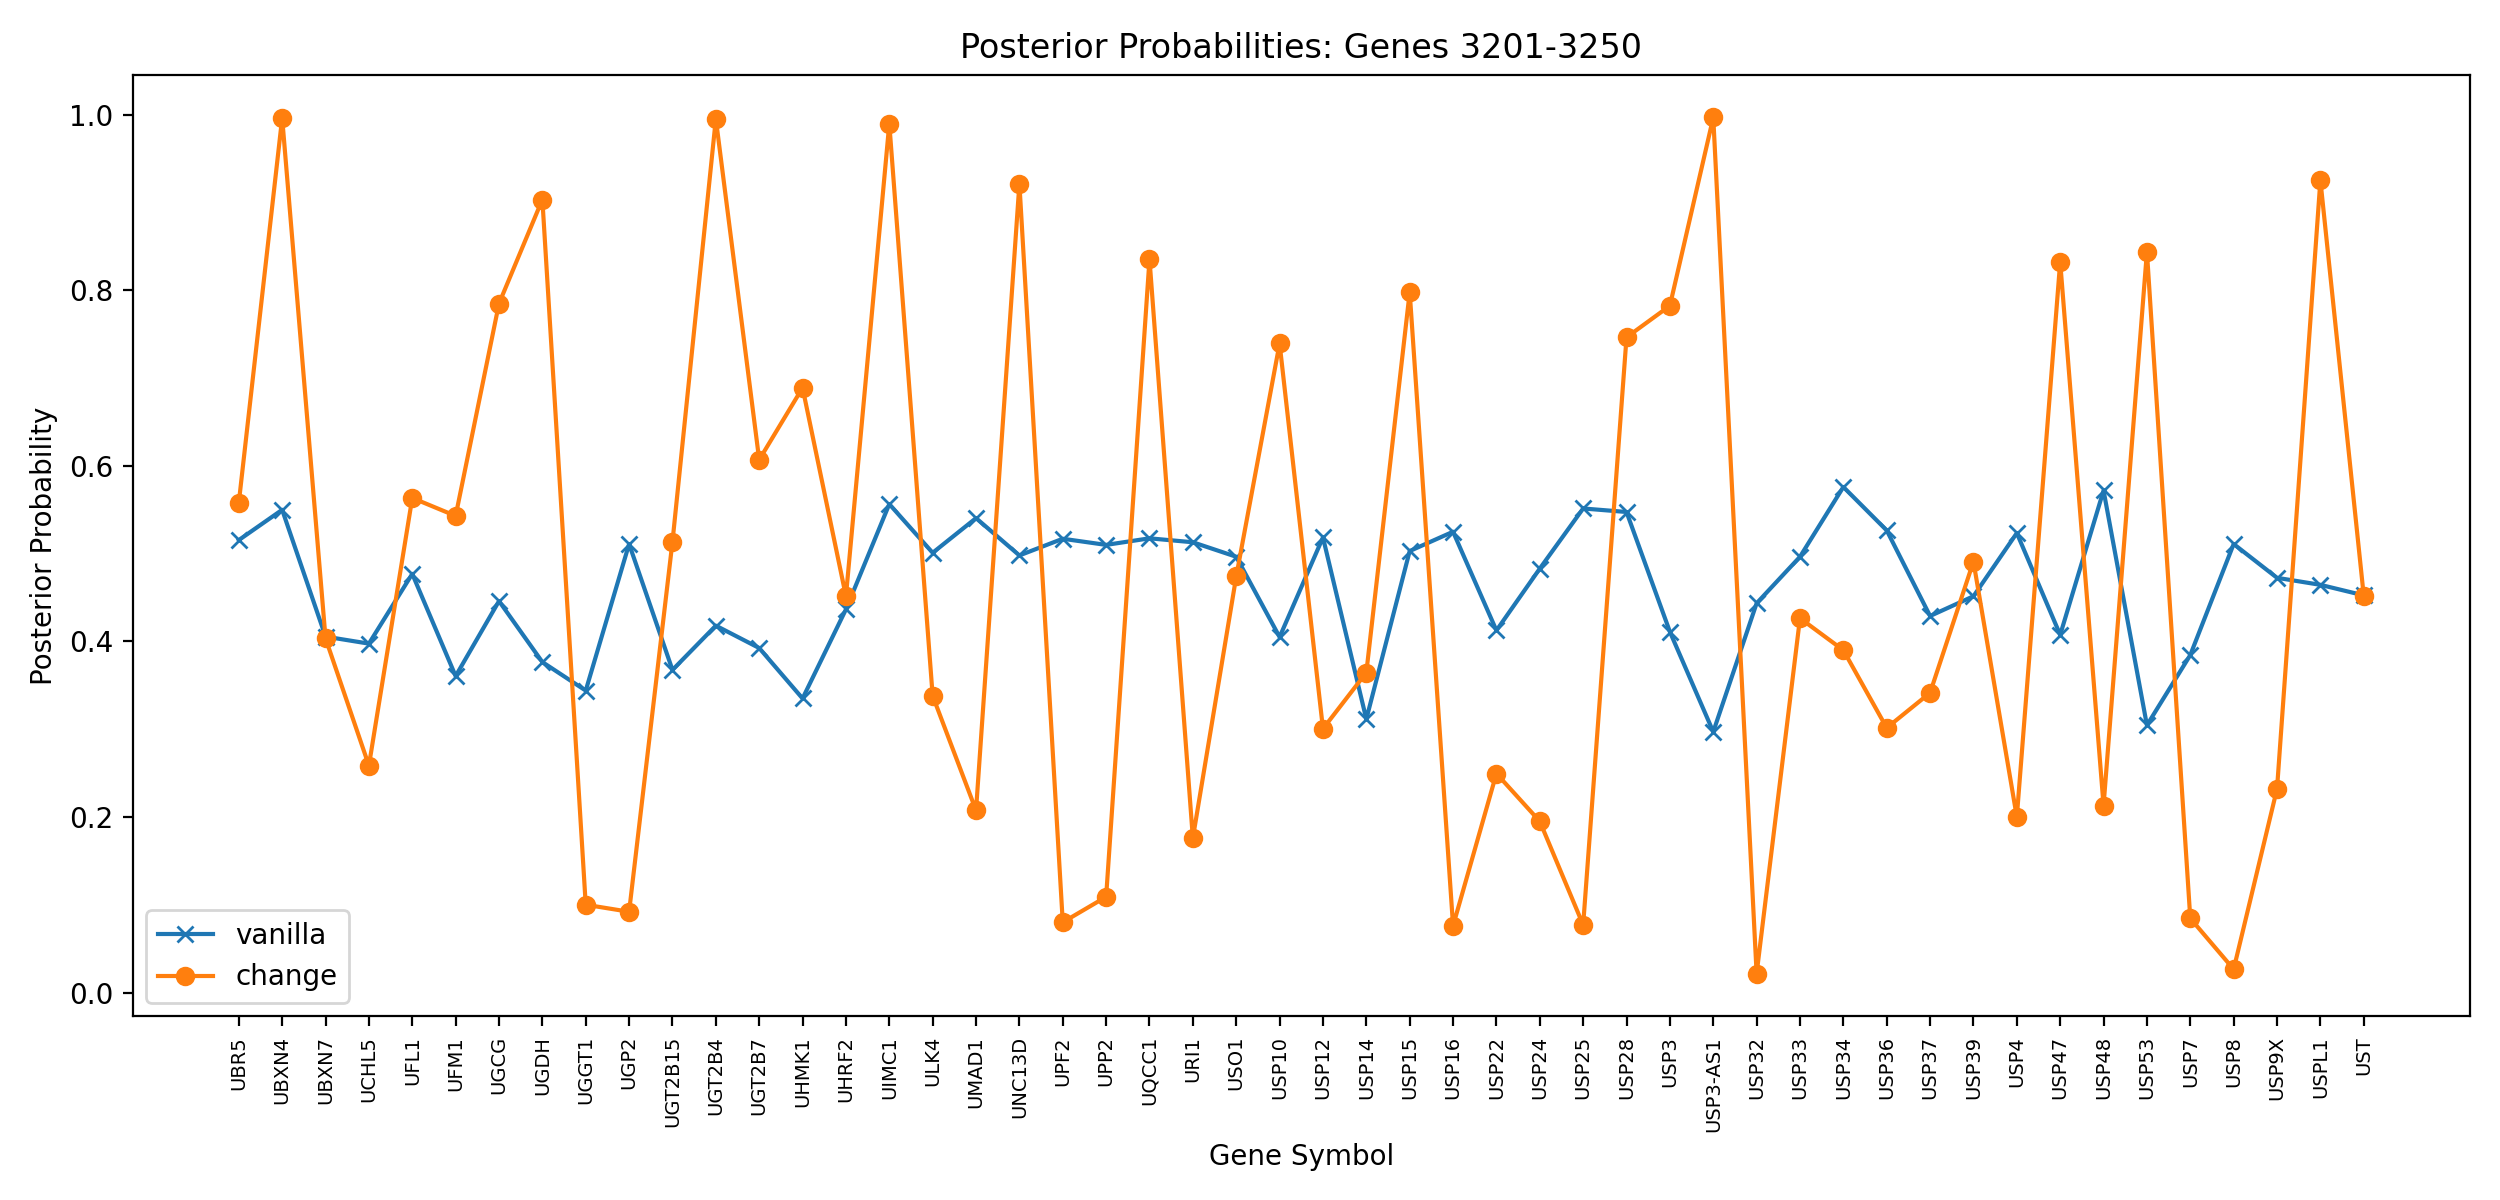 Posterior Probabilities: Genes 3201-3250
Posterior Probability
1.0
0.8
0.6
0.4
0.2
0.0
vanilla
change
UBR5
UBXN4
UBXN7
UCHL5
UFL1
UFM1
UGCG
UGDH
UGGT1
UGP2
UGT2B15
UGT2B4
UGT2B7
UHMK1
UHRF2
UIMC1
ULK4
UMAD1
UNC13D
UPF2
UPP2
UQCC1
URI1
USO1
USP10
USP12
USP14
USP15
USP16
USP22
USP24
USP25
USP28
USP3
USP3-AS1
USP32
USP33
USP34
USP36
USP37
USP39
USP4
USP47
USP48
USP53
USP7
USP8
USP9X
USPL1
UST
Gene Symbol